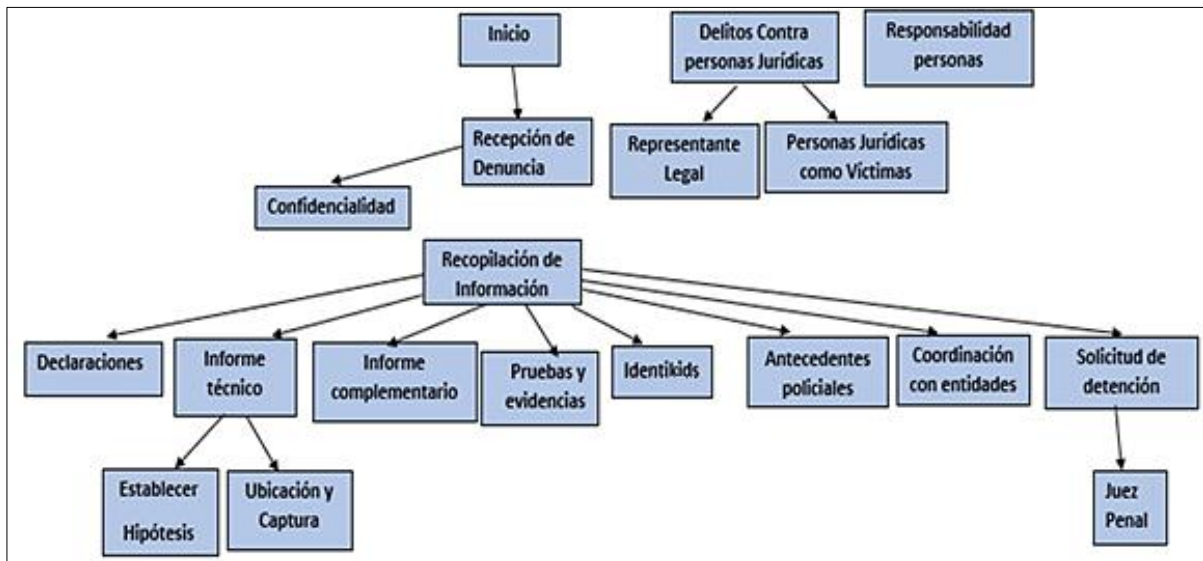 Inicio
Delitos Contra
personas Jurídicas
Responsabilidad
personas
Recepción de
Denuncia
Representante
Legal
Personas Jurídicas
como Víctimas
Confidencialidad
Recopilación de
Información
Declaraciones
Informe
técnico
Informe
complementario
Pruebas y
evidencias
Identikids
Antecedentes
policiales
Coordinación
con entidades
Solicitud de
detención
Establecer
Hipótesis
Ubicación y
Captura
Juez
Penal